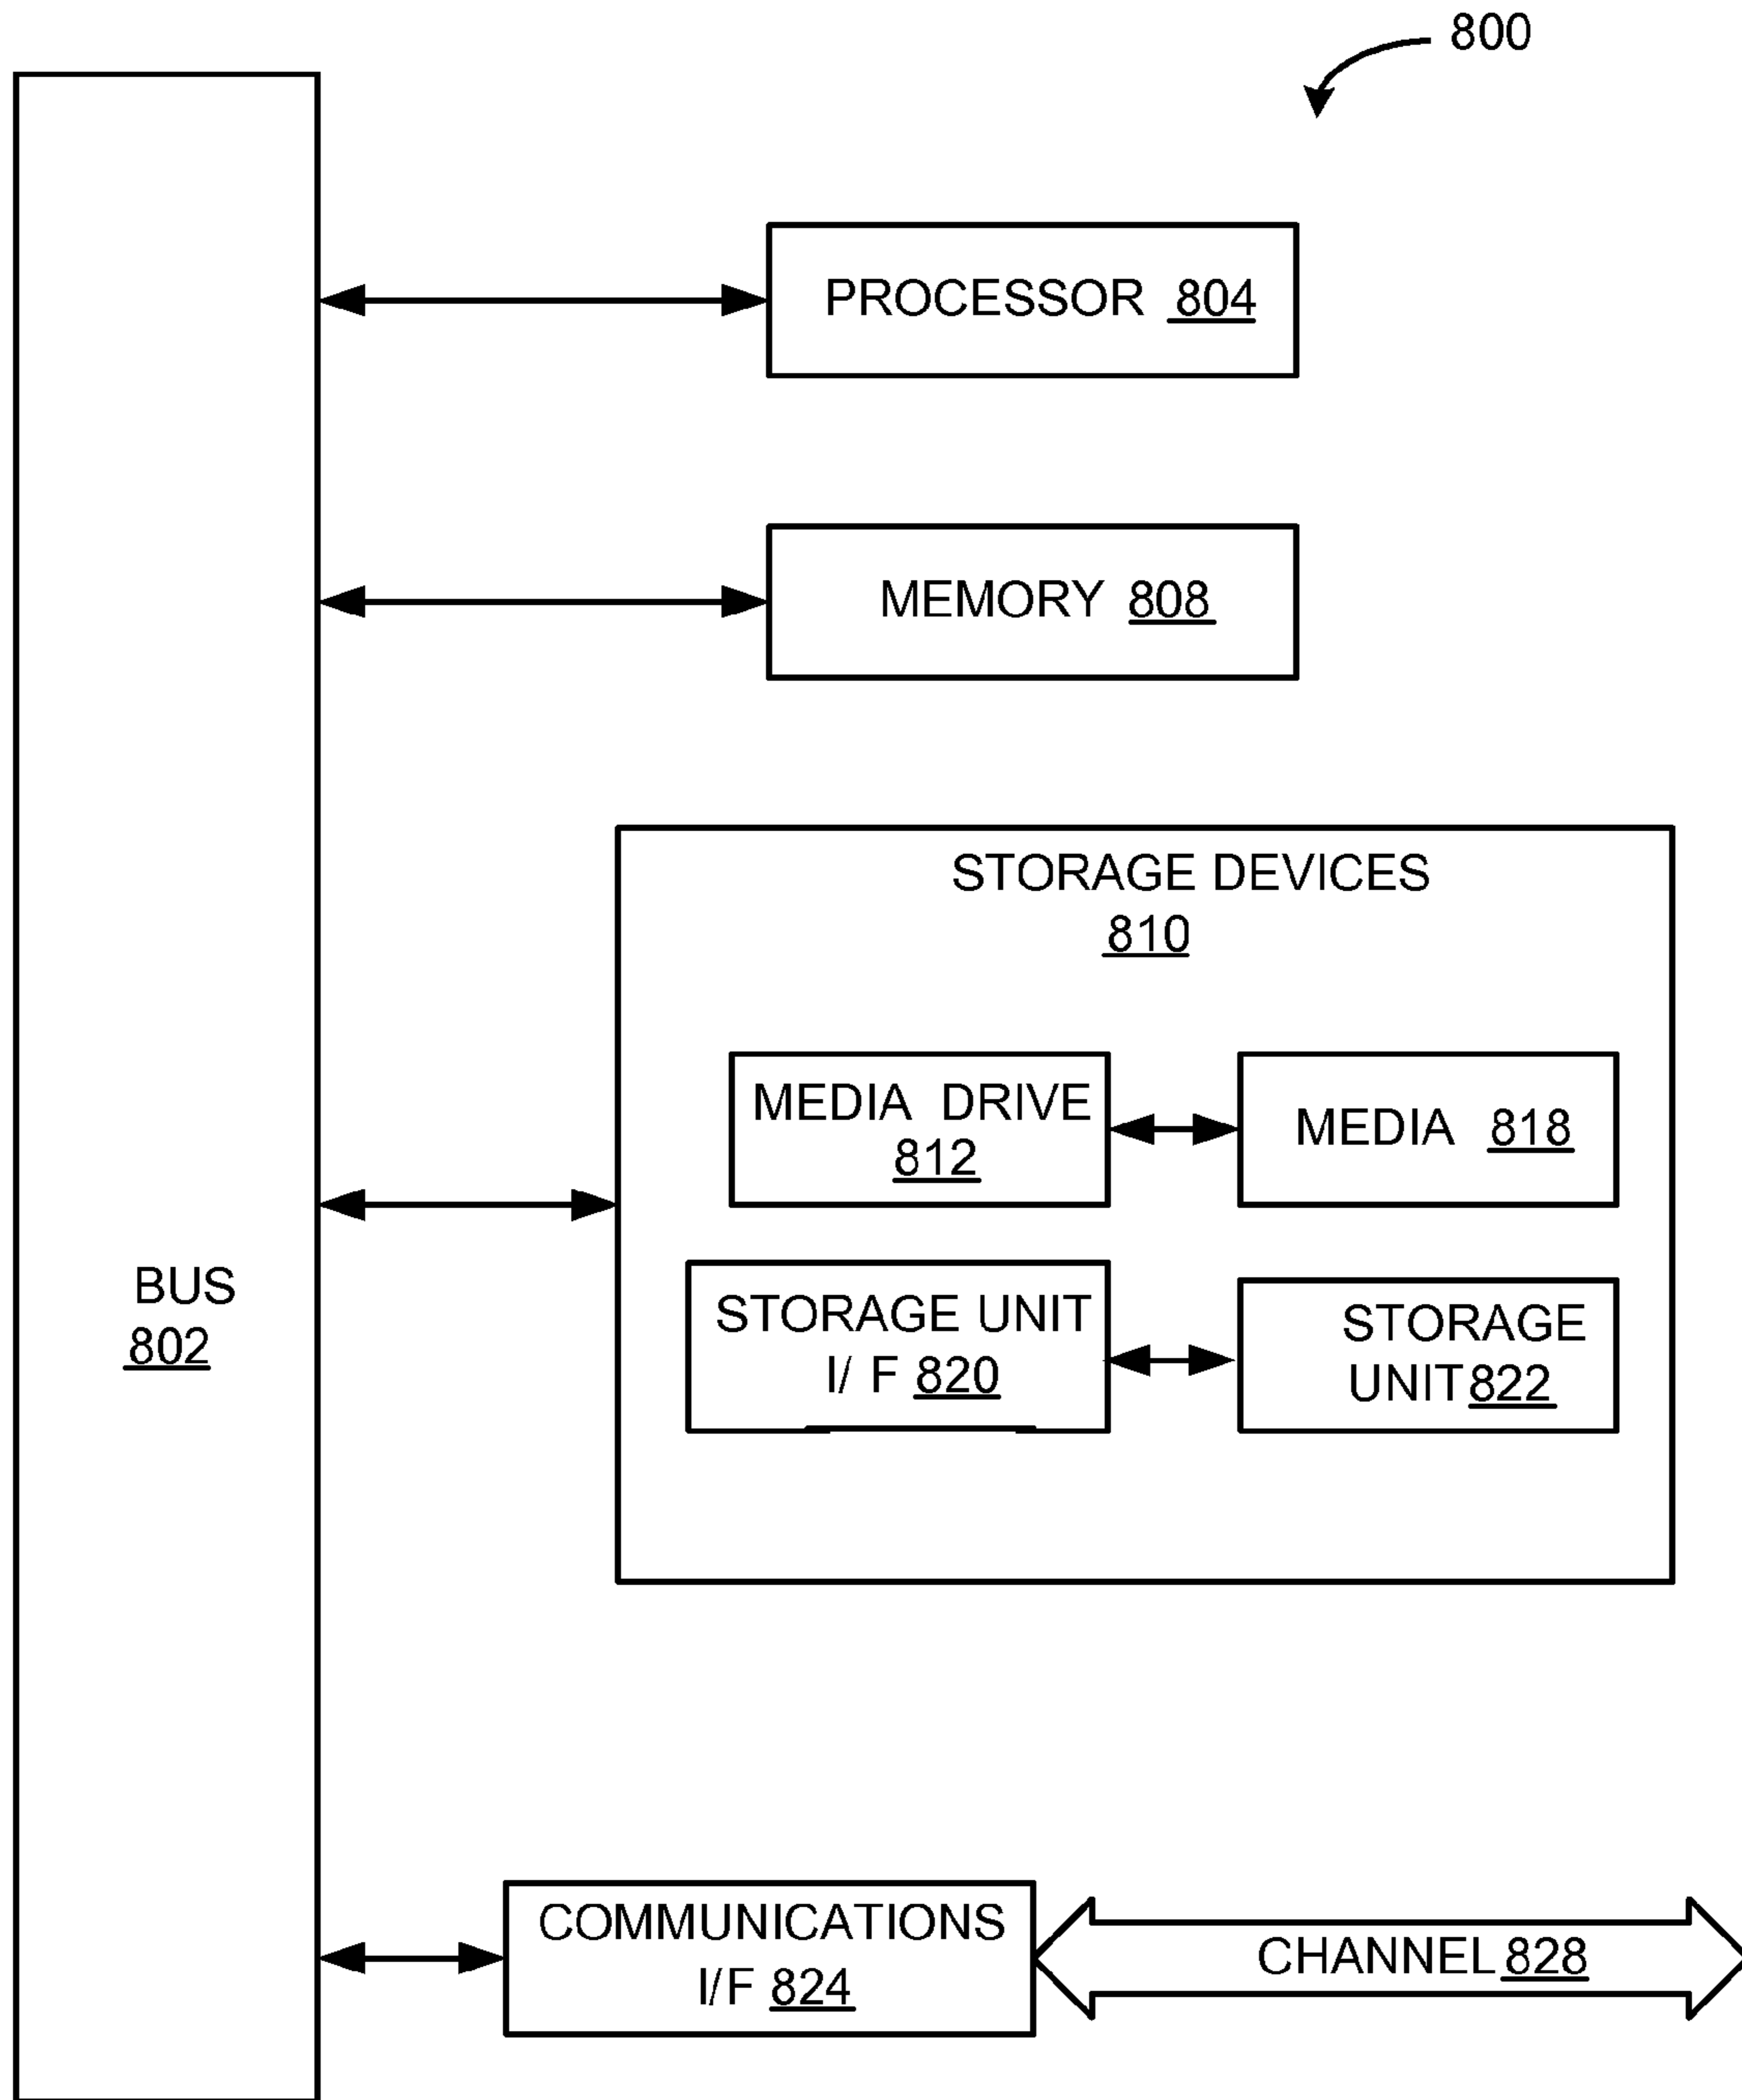 800
PROCESSOR 804
MEMORY 808
STORAGE DEVICES
810
MEDIA DRIVE
812
MEDIA 818
BUS
802
STORAGE UNIT
I/ F 820
STORAGE
UNIT 822
COMMUNICATIONS
I/F 824
CHANNEL 828